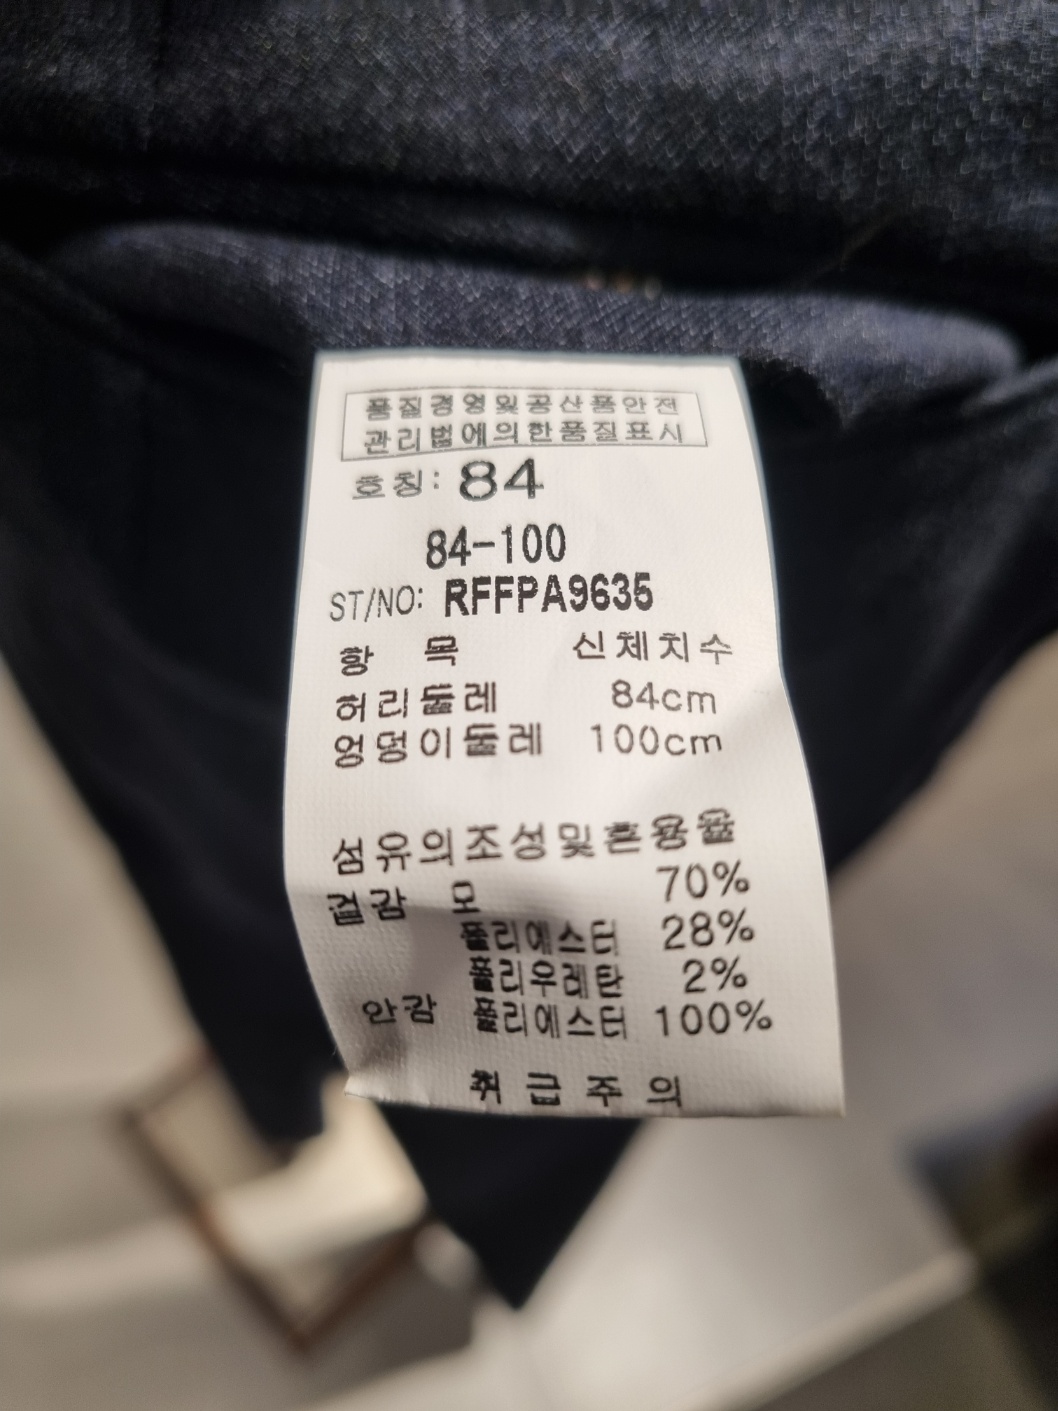 품질경영및공산품안전
관리법에의한품질표시
호칭: 84
84-100
ST/NO: RFFPA9635
항 목 신체치수
허리둘레 84cm
엉덩이둘레 100cm
섬유의조성및혼용율
겉감 모 70%
폴리에스터 28%
폴리우레탄 2%
안감 폴리에스터 100%
취급주의